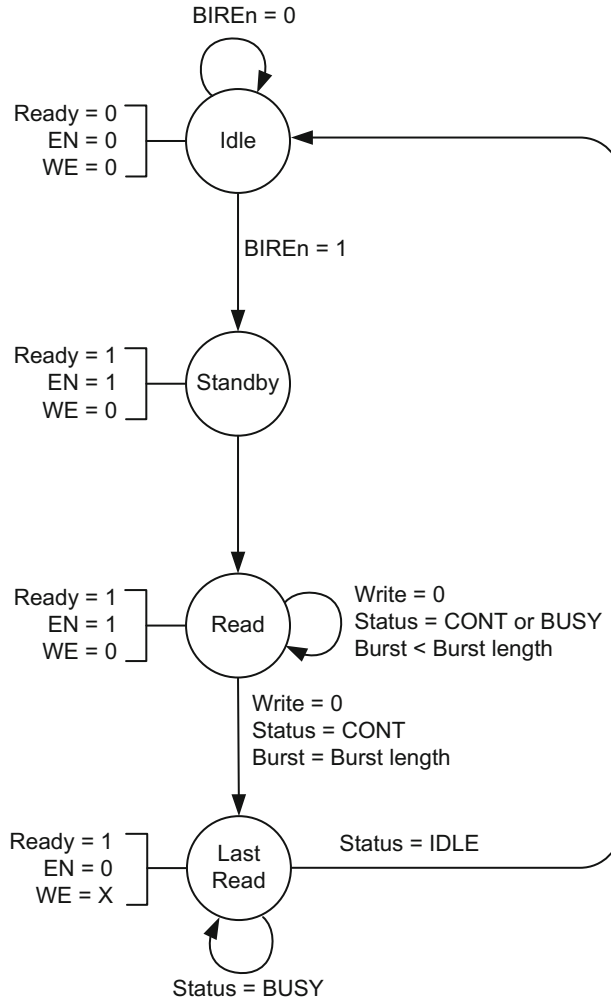 BIREn = 0
Ready = 0
EN = 0
WE = 0
Idle
BIREn = 1
Ready = 1
EN = 1
WE = 0
Standby
Ready = 1
EN = 1
WE = 0
Read
Write = 0
Status = CONT or BUSY
Burst < Burst length
Write = 0
Status = CONT
Burst = Burst length
Ready = 1
EN = 0
WE = X
Last
Read
Status = IDLE
Status = BUSY